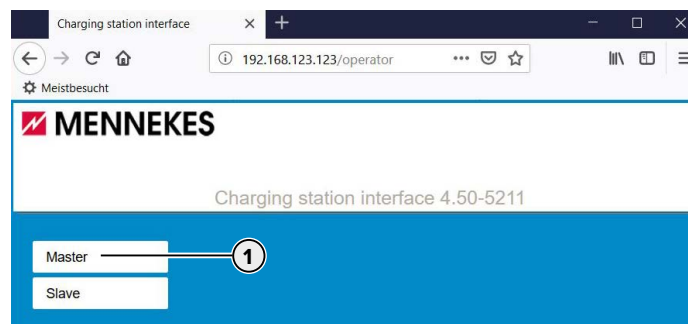 Charging station interface
192.168.123.123/operator
Meistbesucht
MENNEKES
Charging station interface 4.50-5211
Master
1
Slave